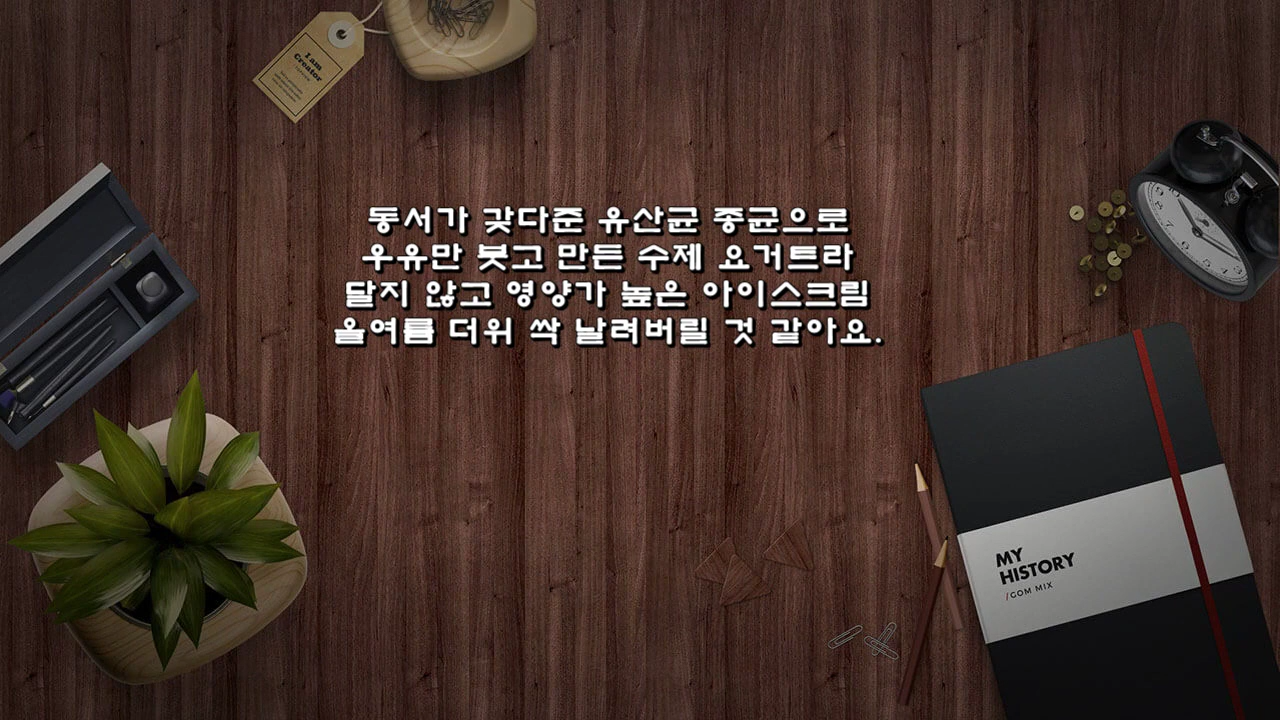 I am
Creator
동서가 갖다준 유산균 종균으로
우유만 붓고 만든 수제 요거트라
달지 않고 영양가 높은 아이스크림
올여름 더위 싹 날려버릴 것 같아요.
MY
HISTORY
/GOM MIX